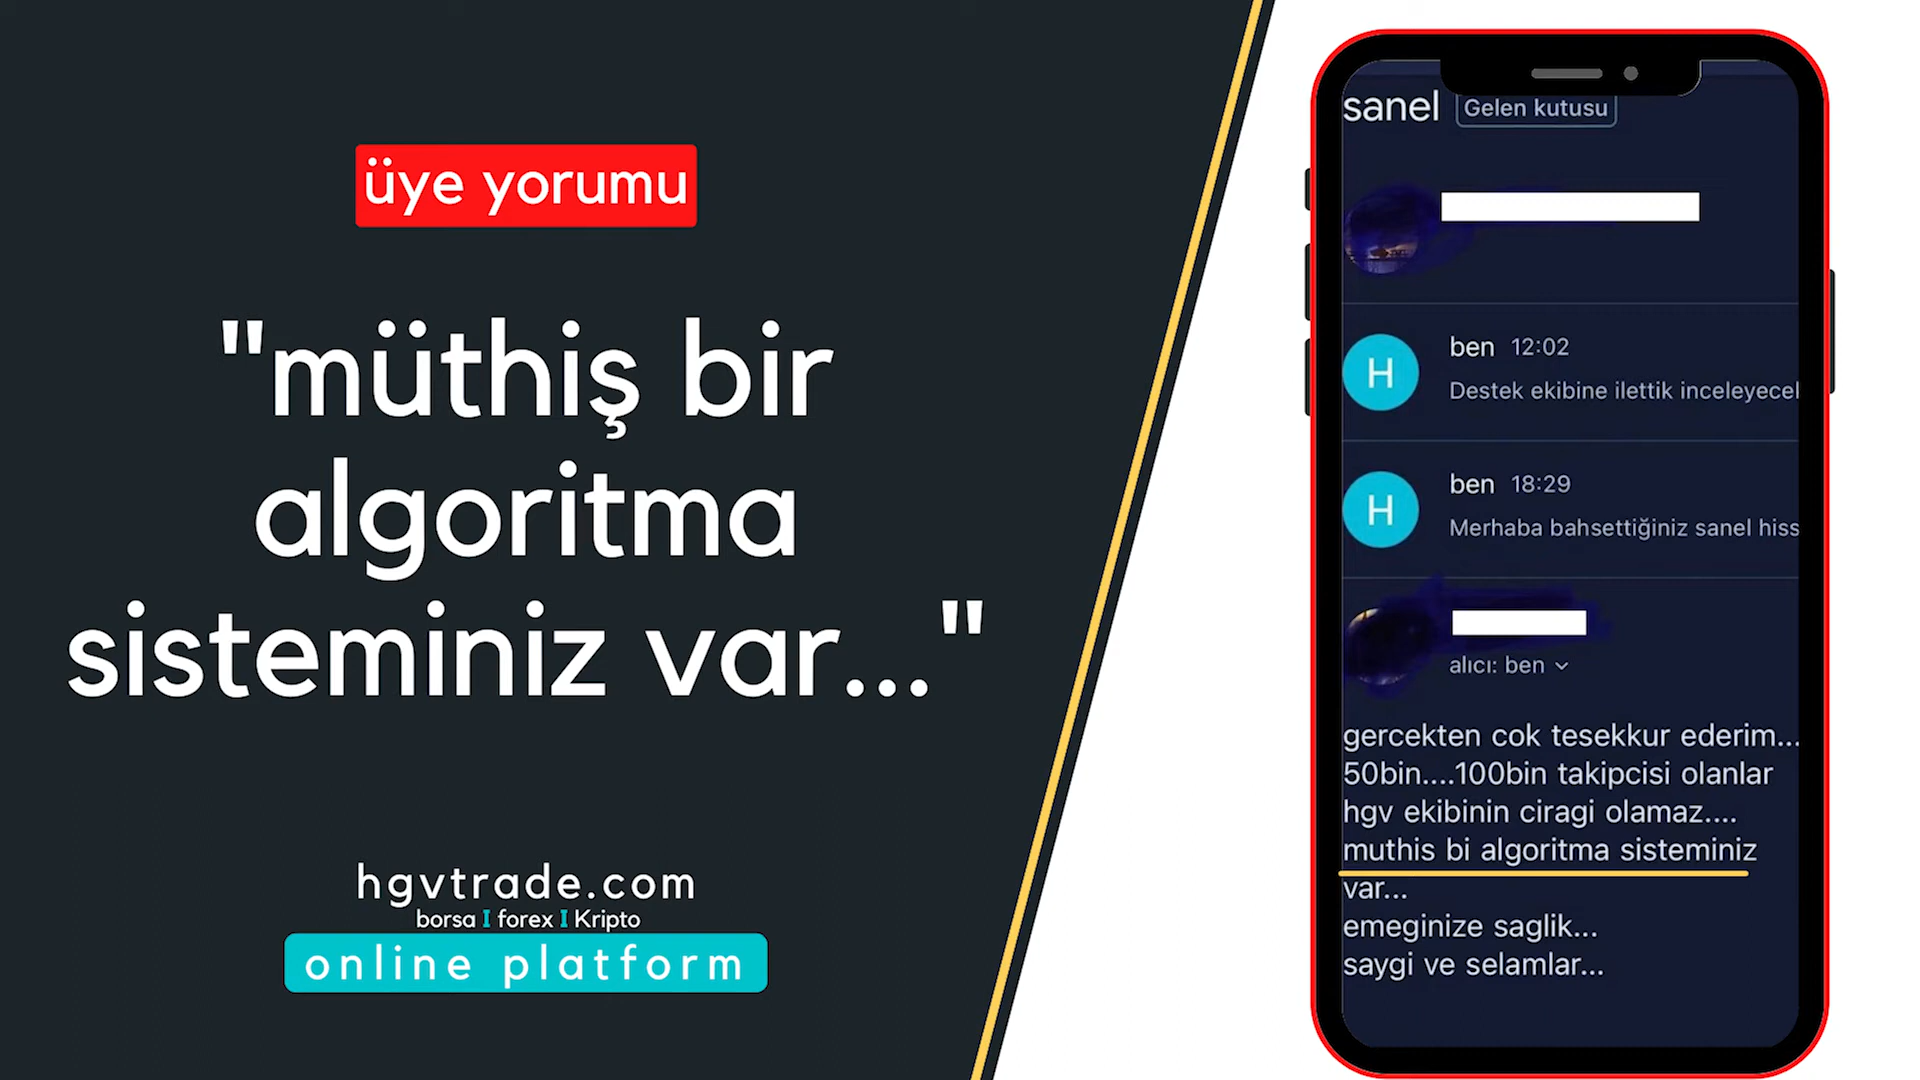 üye yorumu
"müthiş bir
algoritma
sisteminiz var..."
hgvtrade.com
borsa I forex I Kripto
online platform
sanel Gelen kutusu
H ben 12:02
Destek ekibine ilettik inceleyecel
H ben 18:29
Merhaba bahsettiğiniz sanel hiss
alıcı: ben
gercekten cok tesekkur ederim...
50bin....100bin takipcisi olanlar
hgv ekibinin ciragi olamaz....
muthis bi algoritma sisteminiz
var...
emeginize saglik...
saygi ve selamlar...